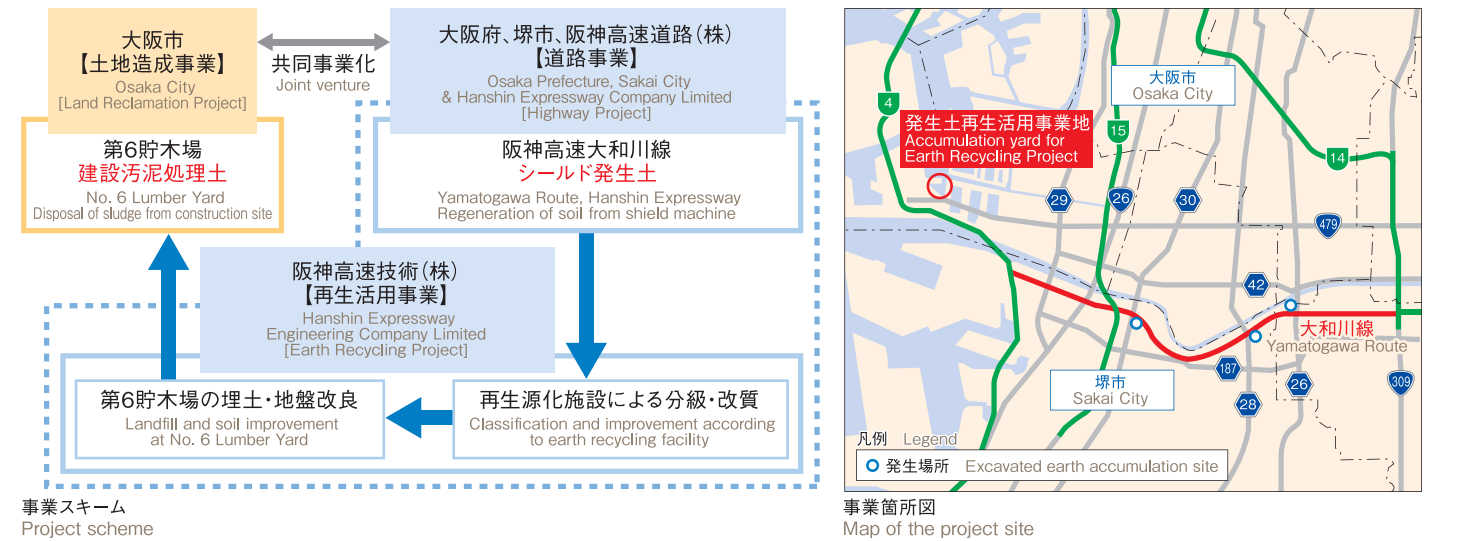 大阪市
【土地造成事業】
Osaka City
[Land Reclamation Project]
共同事業化
Joint venture
大阪府、堺市、阪神高速道路(株)
【道路事業】
Osaka Prefecture, Sakai City
& Hanshin Expressway Company Limited
[Highway Project]
第6貯木場
建設汚泥処理土
No. 6 Lumber Yard
Disposal of sludge from construction site
阪神高速大和川線
シールド発生土
Yamatogawa Route, Hanshin Expressway
Regeneration of soil from shield machine
阪神高速技術(株)
【再生活用事業】
Hanshin Expressway
Engineering Company Limited
[Earth Recycling Project]
第6貯木場の埋土・地盤改良
Landfill and soil improvement
at No. 6 Lumber Yard
再生源化施設による分級・改質
Classification and improvement according
to earth recycling facility
事業スキーム
Project scheme
大阪市
Osaka City
4
15
14
発生土再生活用事業地
Accumulation yard for
Earth Recycling Project
29
26
30
479
42
大和川線
Yamatogawa Route
187
26
309
28
堺市
Sakai City
凡例 Legend
発生場所 Excavated earth accumulation site
事業箇所図
Map of the project site